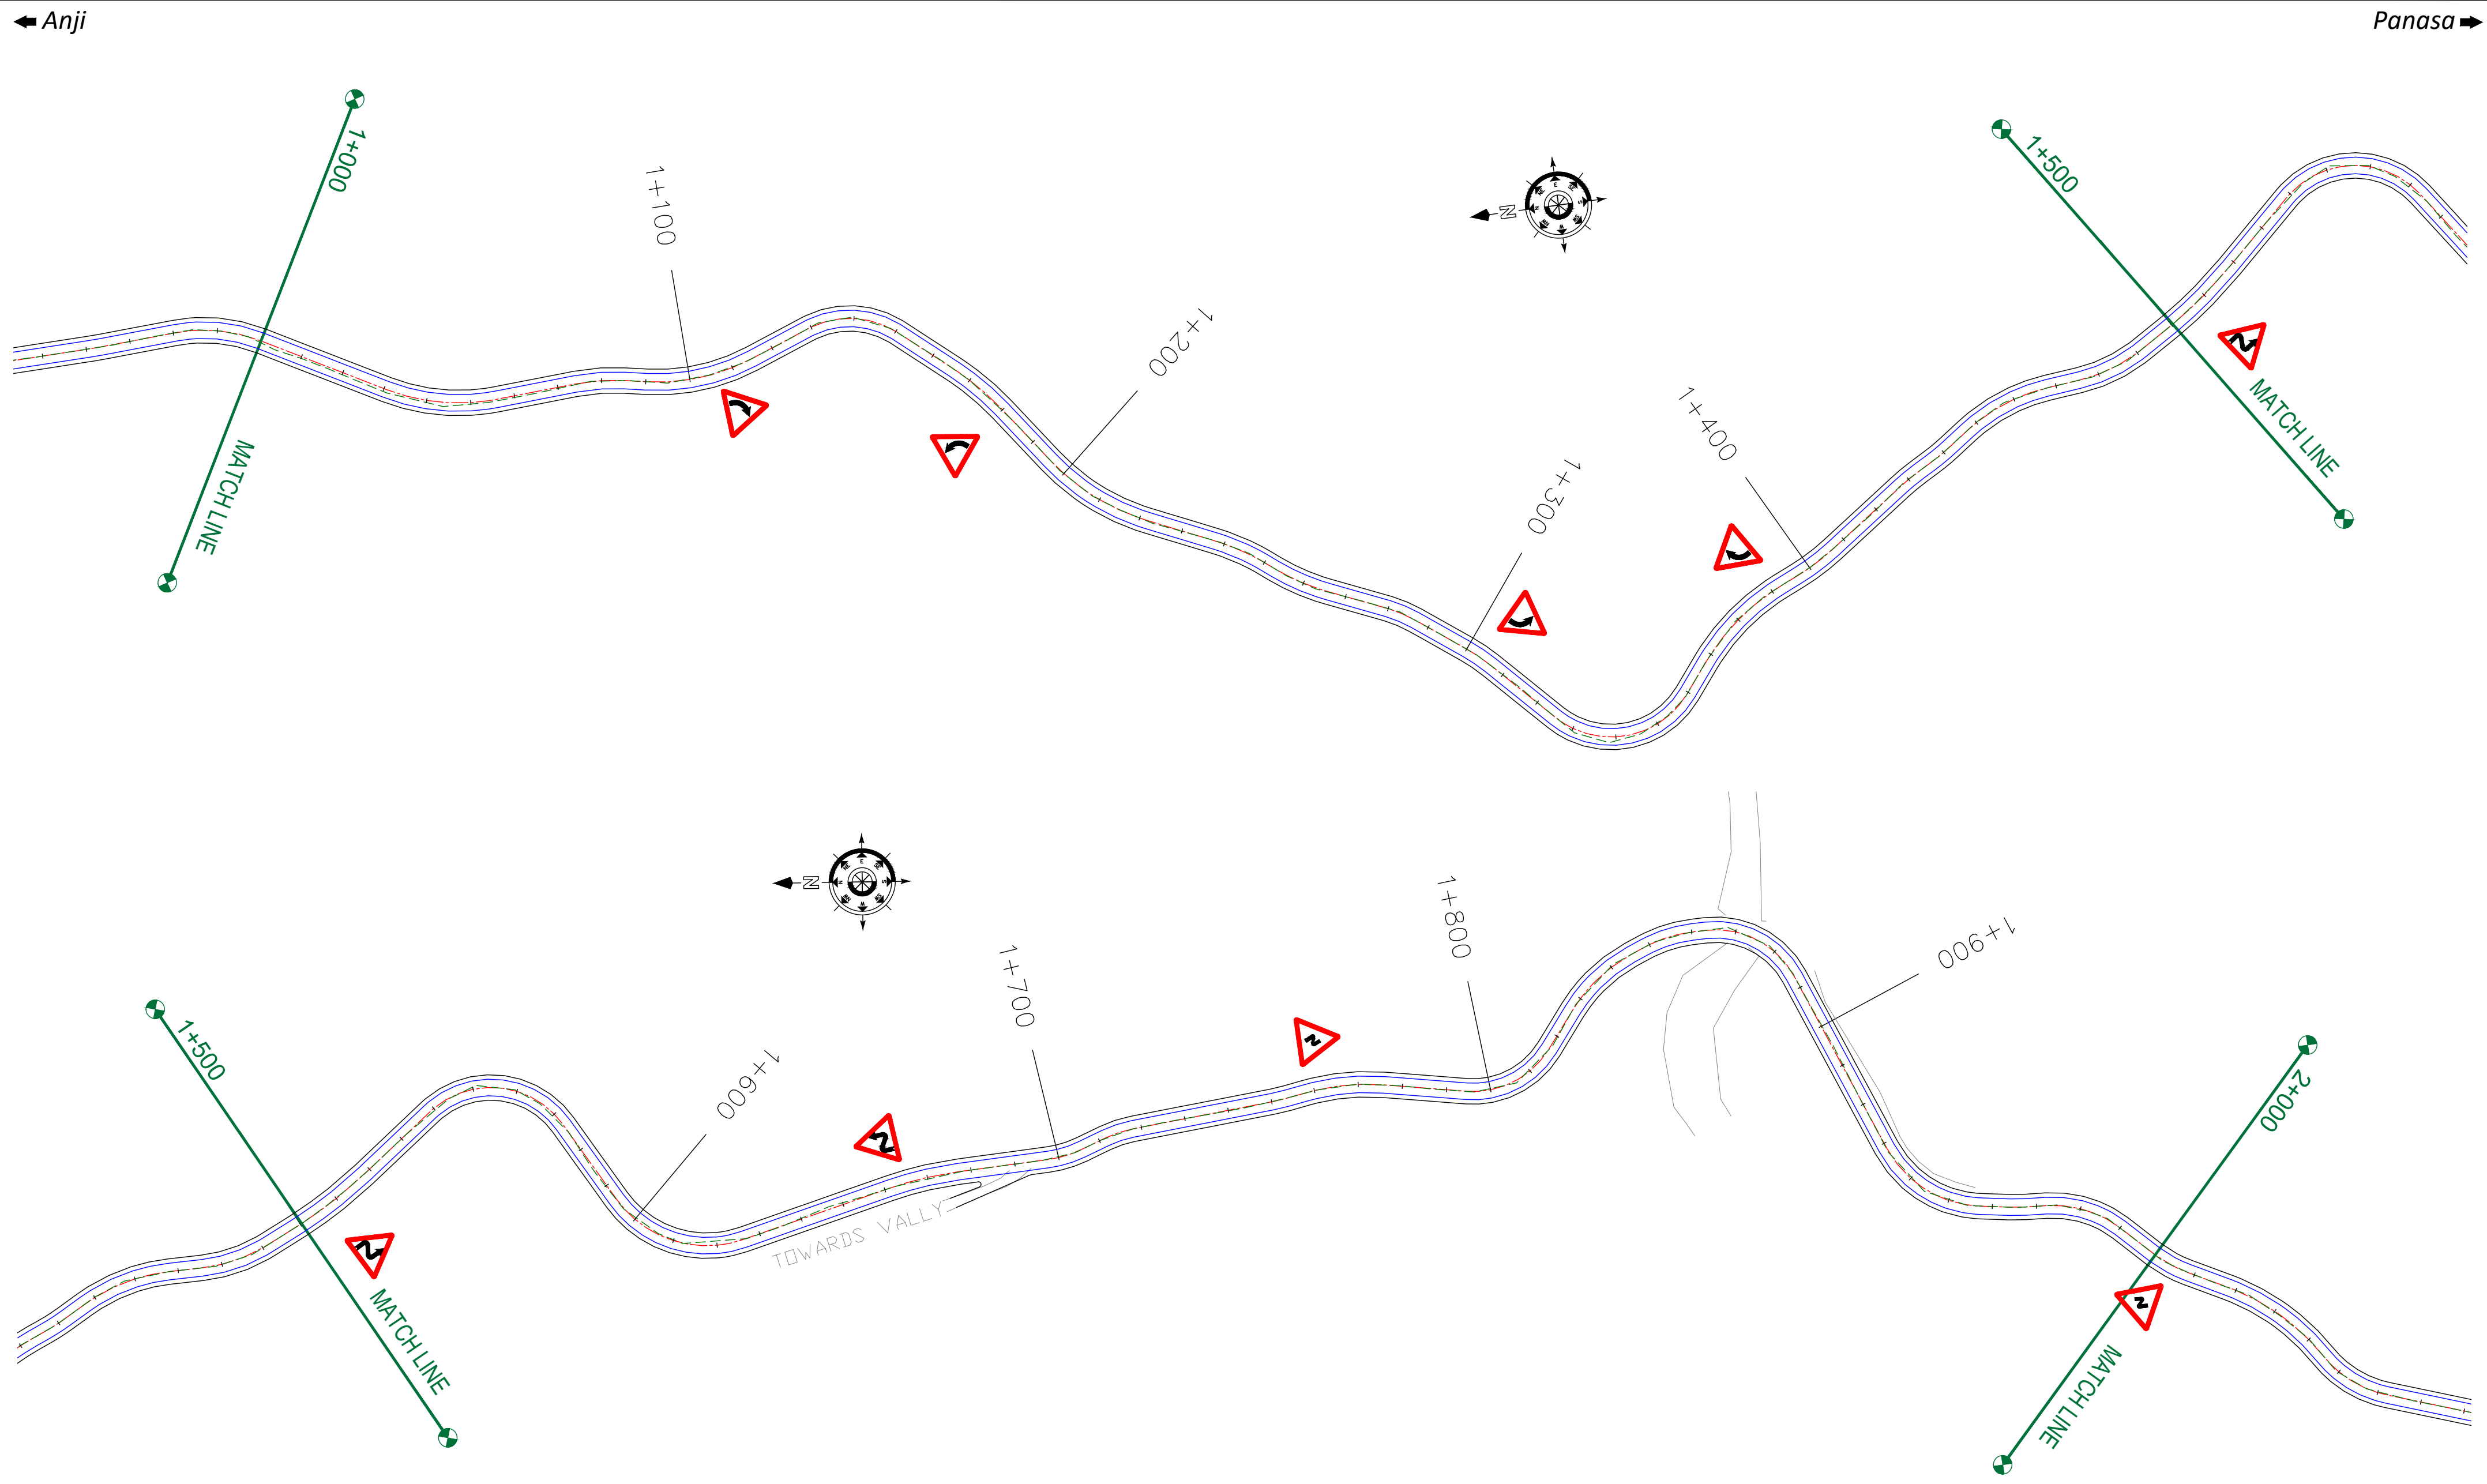 Anji
Panasa
1+000
MATCH LINE
1+100
1+200
N
1+300
1+400
1+500
MATCH LINE
1+500
MATCH LINE
1+600
N
TOWARDS VALLY
1+700
1+800
1+900
2+000
MATCH LINE